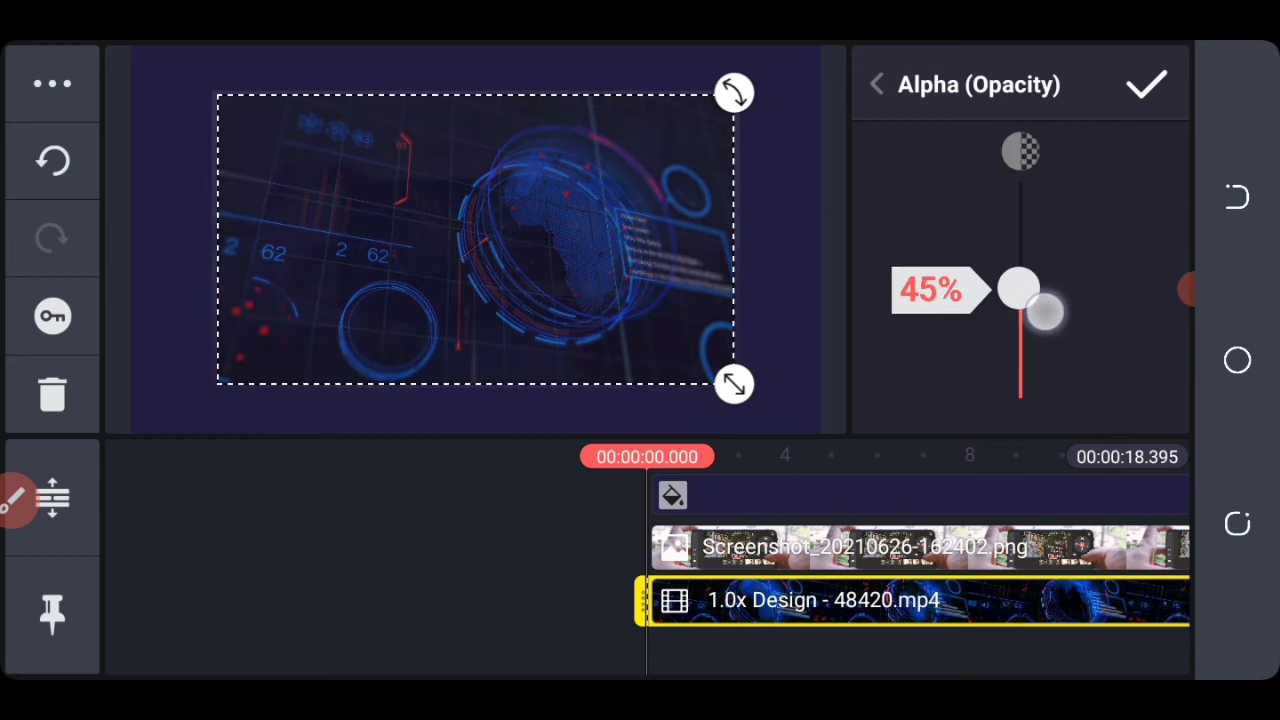 Alpha (Opacity)
2 62 2 62
45%
00:00:00.000
4
8
00:00:18.395
Screenshot_20210626-162402.png
1.0x Design - 48420.mp4